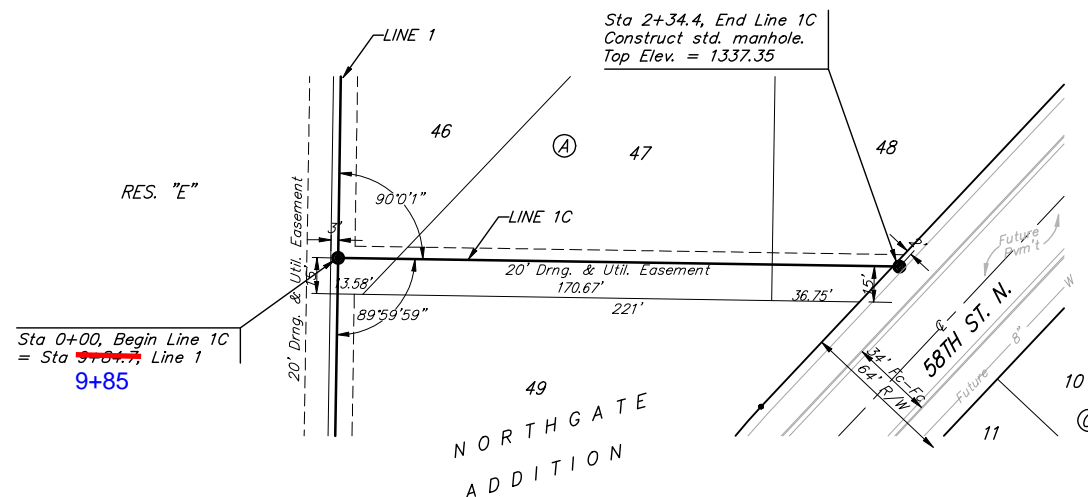 Sta 2+34.4, End Line 1C
Construct std. manhole.
Top Elev. = 1337.35
LINE 1
46
A
47
48
RES. "E"
90°0'1"
LINE 1C
3'
2'
Future
Pvm't
20' Drng. & Util. Easement
20' Drng. & Util. Easement
15'
13.58'
170.67'
36.75'
15'
221'
89°59'59"
Sta 0+00, Begin Line 1C
= Sta 9+84.7, Line 1
9+85
58TH ST. N.
W
8"
Future
34' Fc-Fc
64' R/W
49
NORTHGATE
ADDITION
10
11